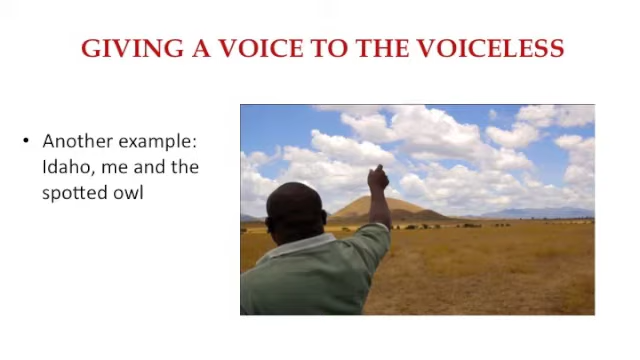 GIVING A VOICE TO THE VOICELESS
• Another example:
Idaho, me and the
spotted owl